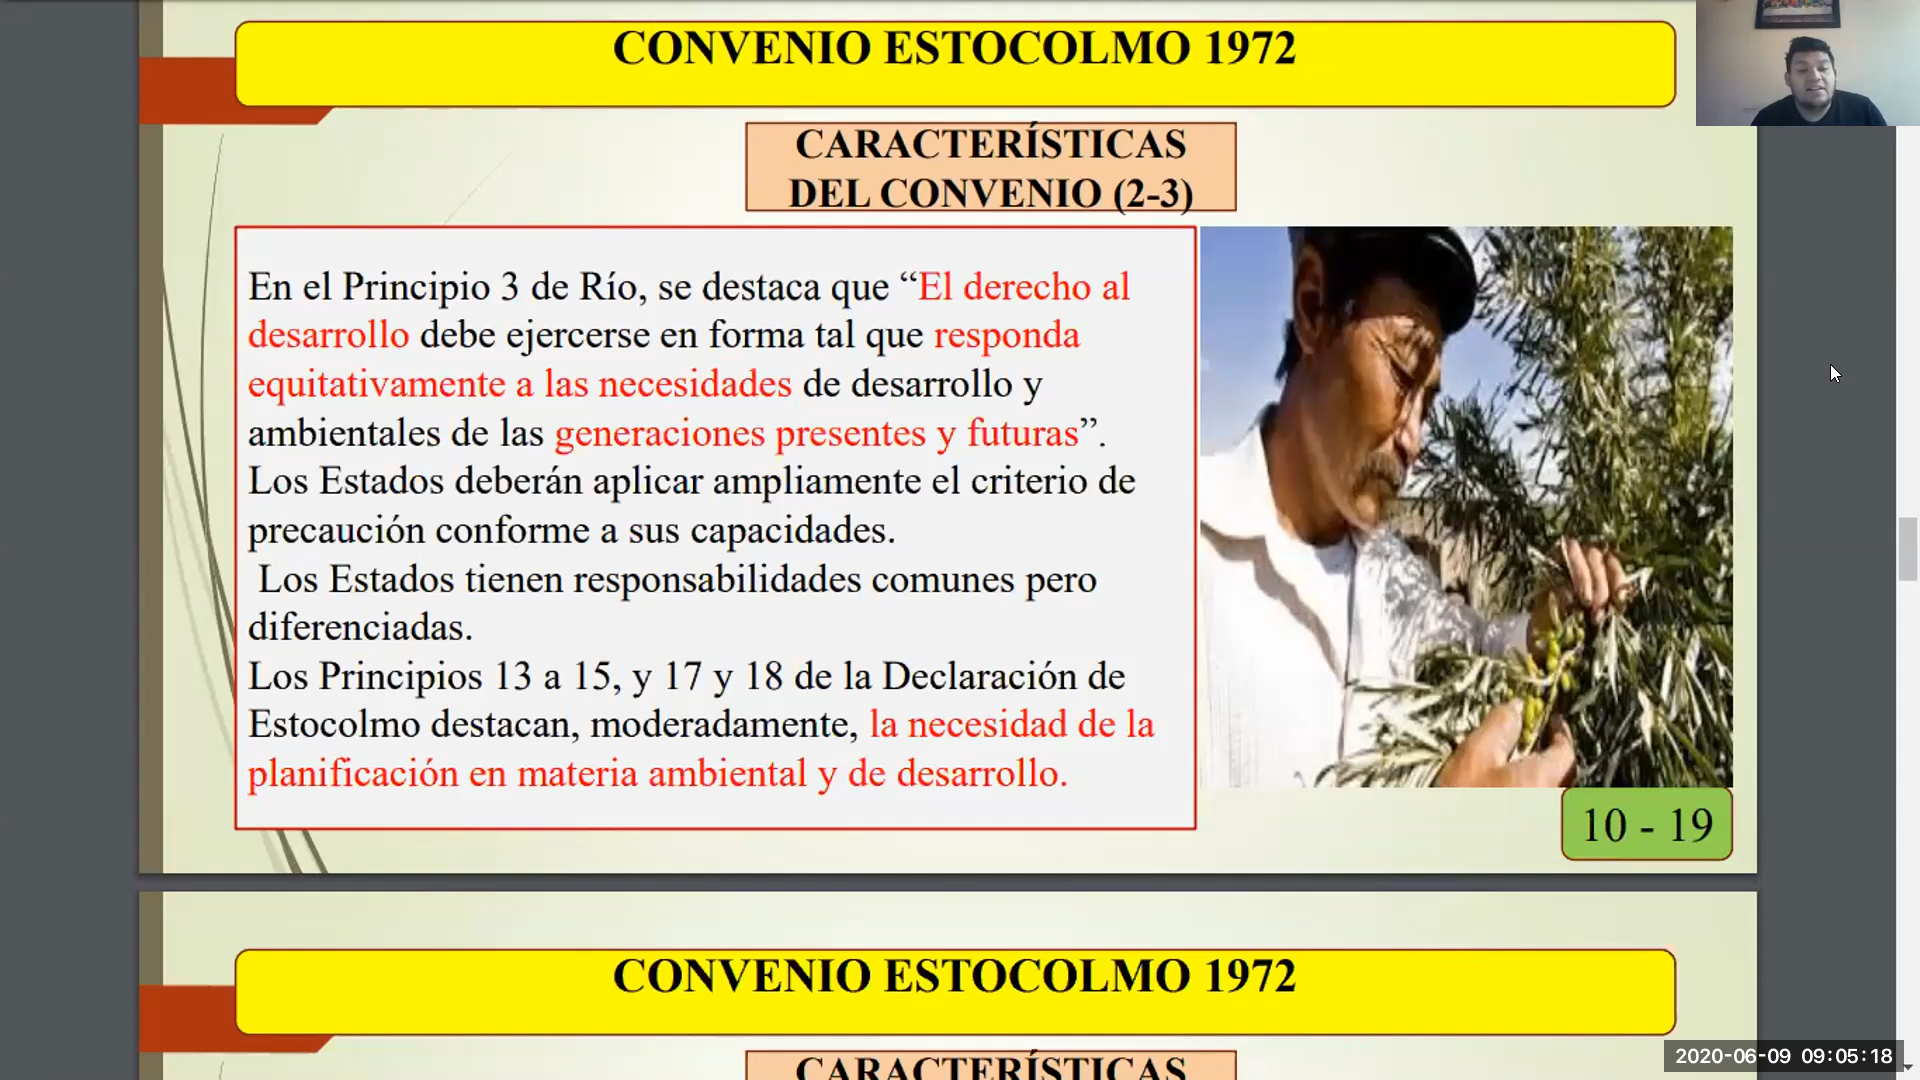 CONVENIO ESTOCOLMO 1972
CARACTERÍSTICAS
DEL CONVENIO (2-3)
En el Principio 3 de Río, se destaca que “El derecho al
desarrollo debe ejercerse en forma tal que responda
equitativamente a las necesidades de desarrollo y
ambientales de las generaciones presentes y futuras”.
Los Estados deberán aplicar ampliamente el criterio de
precaución conforme a sus capacidades.
Los Estados tienen responsabilidades comunes pero
diferenciadas.
Los Principios 13 a 15, y 17 y 18 de la Declaración de
Estocolmo destacan, moderadamente, la necesidad de la
planificación en materia ambiental y de desarrollo.
10 - 19
CONVENIO ESTOCOLMO 1972
CARACTERÍSTICAS
2020-06-09 09:05:18